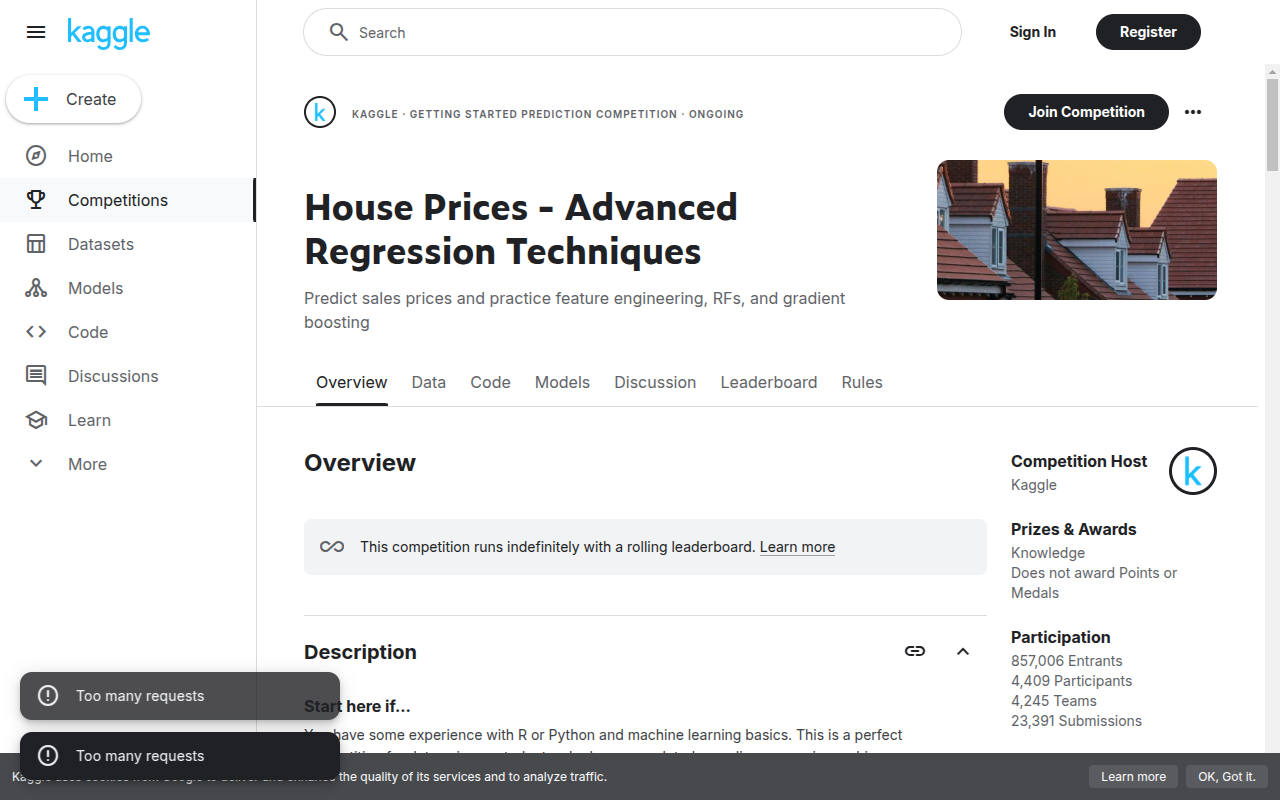 kaggle
Search
Sign In
Register
Create
Home
Competitions
Datasets
Models
Code
Discussions
Learn
More
KAGGLE · GETTING STARTED PREDICTION COMPETITION · ONGOING
Join Competition
House Prices - Advanced
Regression Techniques
Predict sales prices and practice feature engineering, RFs, and gradient
boosting
Overview
Data
Code
Models
Discussion
Leaderboard
Rules
Overview
This competition runs indefinitely with a rolling leaderboard. Learn more
Description
Start here if...
You have some experience with R or Python and machine learning basics. This is a perfect
Competition Host
Kaggle
Prizes & Awards
Knowledge
Does not award Points or
Medals
Participation
857,006 Entrants
4,409 Participants
4,245 Teams
23,391 Submissions
Too many requests
Too many requests
the quality of its services and to analyze traffic.
Learn more
OK, Got it.